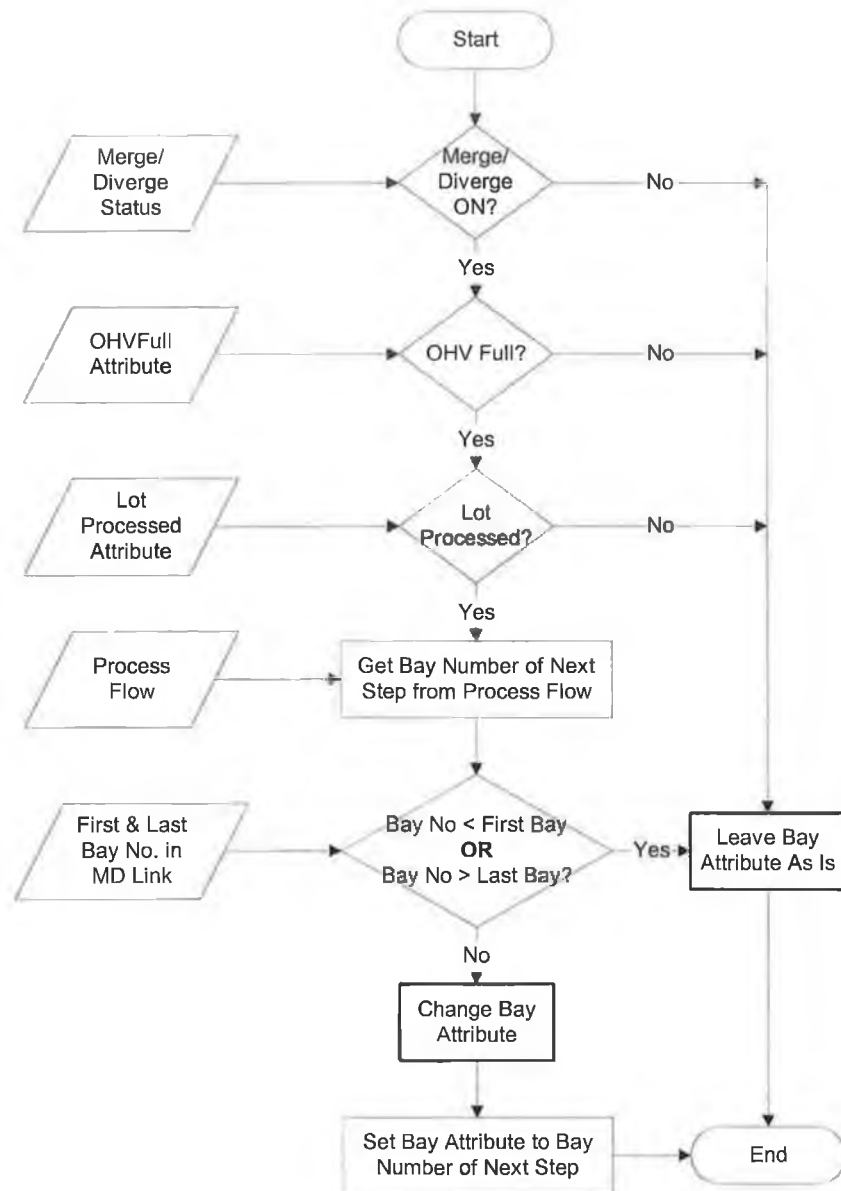 Start
Merge/
Diverge
Status
Merge/
Diverge
ON?
No
Yes
OHVFull
Attribute
OHV Full?
No
Yes
Lot
Processed
Attribute
Lot
Processed?
No
Yes
Process
Flow
Get Bay Number of Next
Step from Process Flow
First & Last
Bay No. in
MD Link
Bay No < First Bay
OR
Bay No > Last Bay?
Yes
Leave Bay
Attribute As Is
No
Change Bay
Attribute
Set Bay Attribute to Bay
Number of Next Step
End